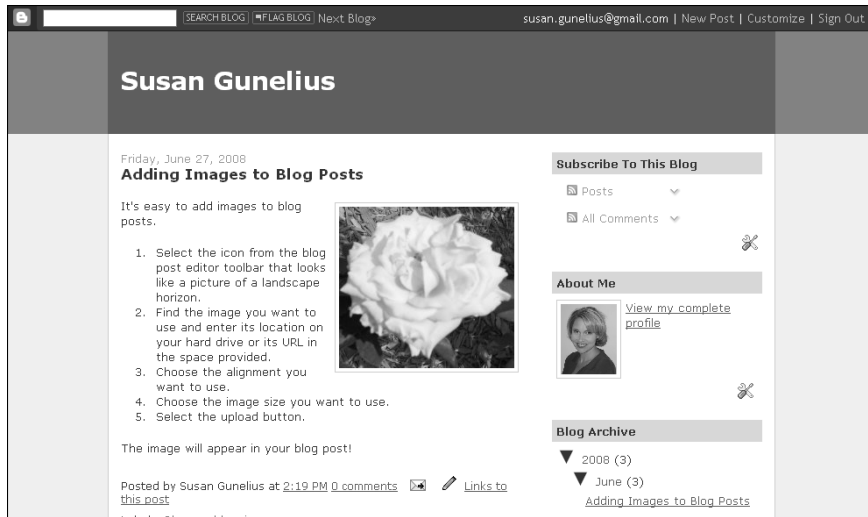 SEARCH BLOG FLAG BLOG Next Blog»
susan.gunelius@gmail.com | New Post | Customize | Sign Out
Susan Gunelius
Friday, June 27, 2008
Adding Images to Blog Posts
It's easy to add images to blog
posts.
1. Select the icon from the blog
post editor toolbar that looks
like a picture of a landscape
horizon.
2. Find the image you want to
use and enter its location on
your hard drive or its URL in
the space provided.
3. Choose the alignment you
want to use.
4. Choose the image size you want to use.
5. Select the upload button.
The image will appear in your blog post!
Posted by Susan Gunelius at 2:19 PM 0 comments Links to
this post
Subscribe To This Blog
Posts
All Comments
About Me
View my complete
profile
Blog Archive
▼ 2008 (3)
▼ June (3)
Adding Images to Blog Posts